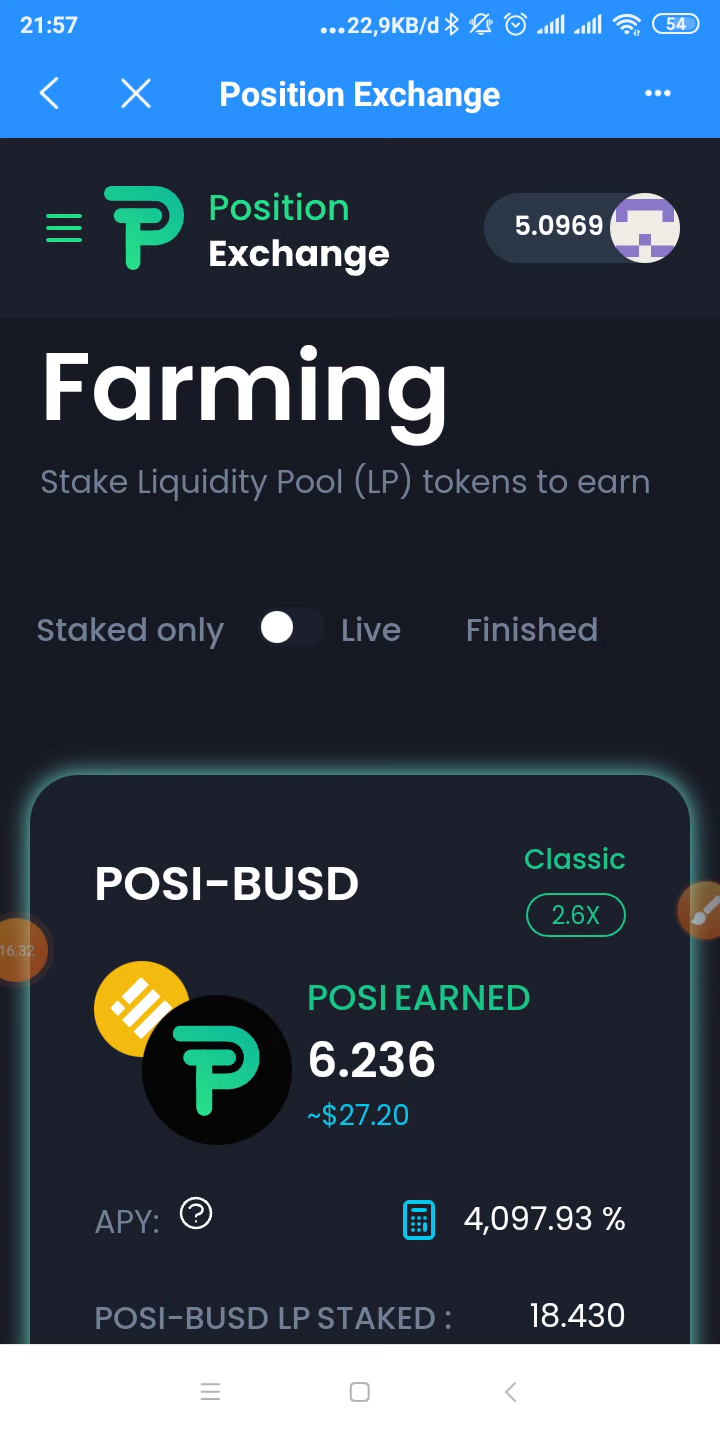 21:57 ...22,9KB/d 54
Position Exchange
Position
Exchange
5.0969
Farming
Stake Liquidity Pool (LP) tokens to earn
Staked only Live Finished
POSI-BUSD
Classic
2.6X
16.32
POSI EARNED
6.236
~$27.20
APY: ? 4,097.93 %
POSI-BUSD LP STAKED : 18.430